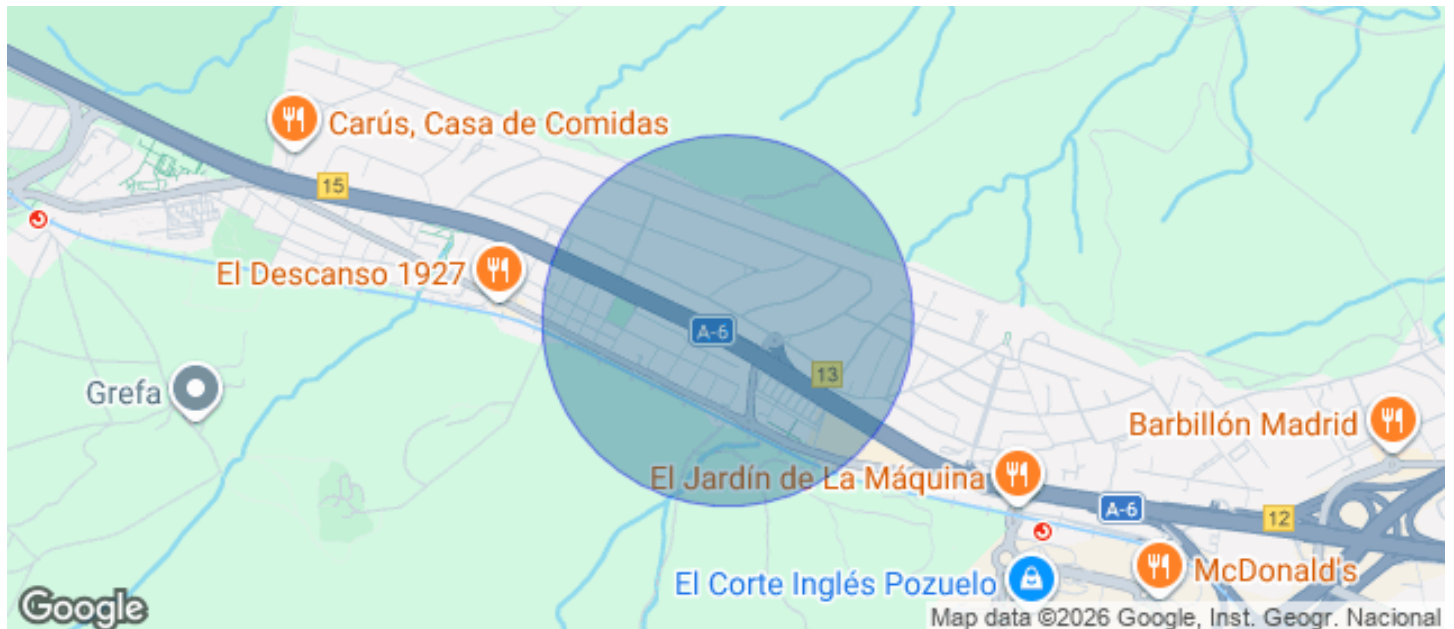 Carús, Casa de Comidas
15
El Descanso 1927
A-6
Grefa
13
Barbillón Madrid
El Jardín de La Máquina
A-6
12
El Corte Inglés Pozuelo
McDonald's
Google
Map data ©2026 Google, Inst. Geogr. Nacional